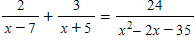 2/(x − 7) + 3/(x + 5) = 24/(x² − 2x − 35)